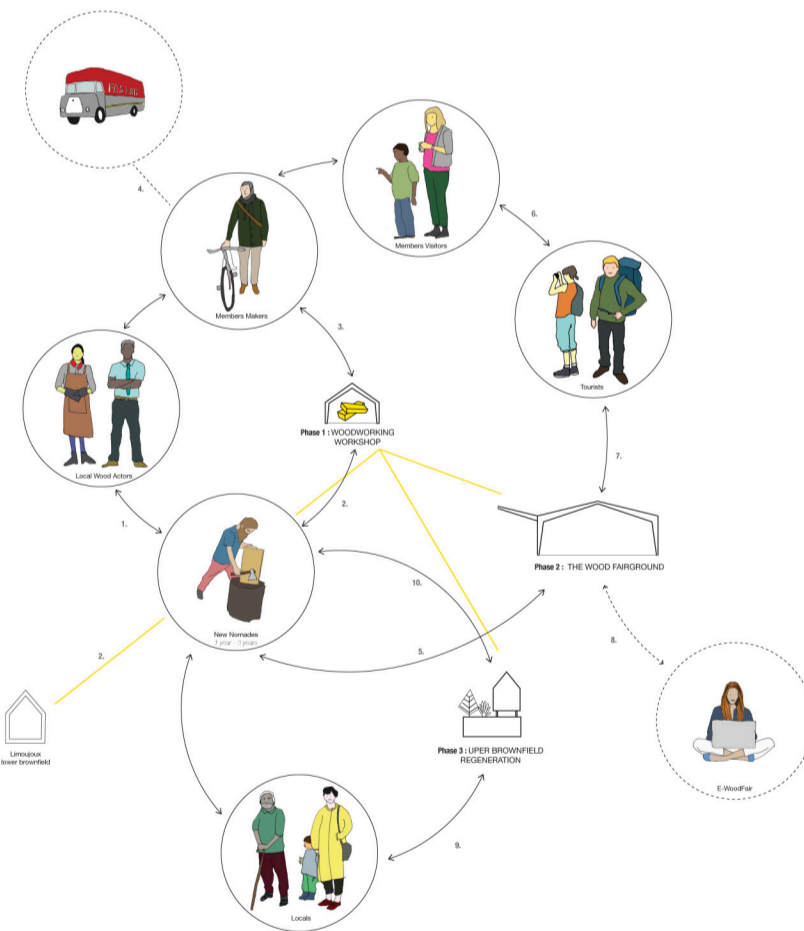 4.
Members Visitors
6.
Members Makers
3.
Tourists
Phase 1 : WOODWORKING
WORKSHOP
7.
Local Wood Actors
2.
1.
Phase 2 : THE WOOD FAIRGROUND
10.
New Nomades
1 year - 3 years
8.
5.
2.
Limoujoux
lower brownfield
Phase 3 : UPER BROWNFIELD
REGENERATION
E-WoodFair
9.
Locals